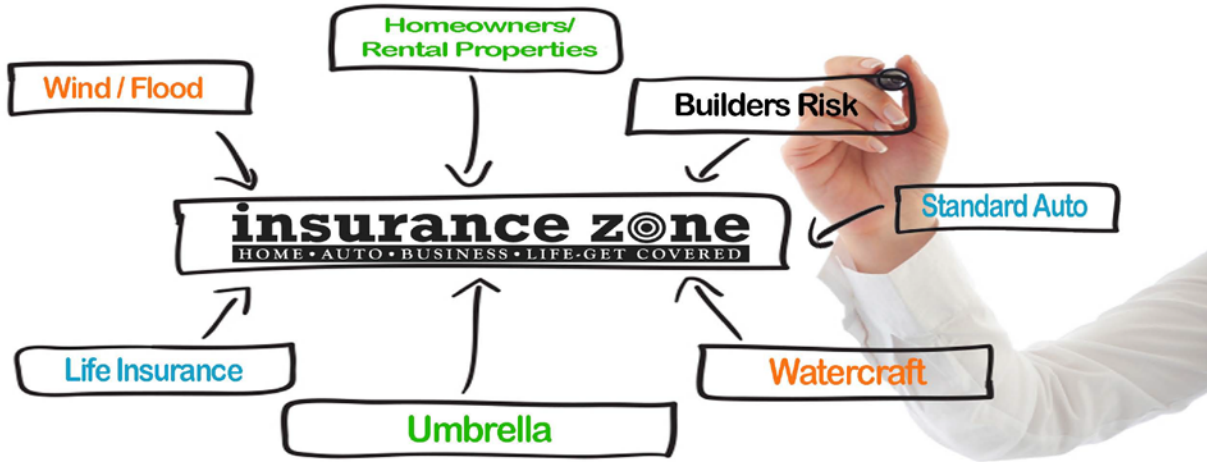 Homeowners/
Rental Properties
Wind / Flood
Builders Risk
Standard Auto
insurance zone
HOME • AUTO • BUSINESS • LIFE-GET COVERED
Life Insurance
Watercraft
Umbrella